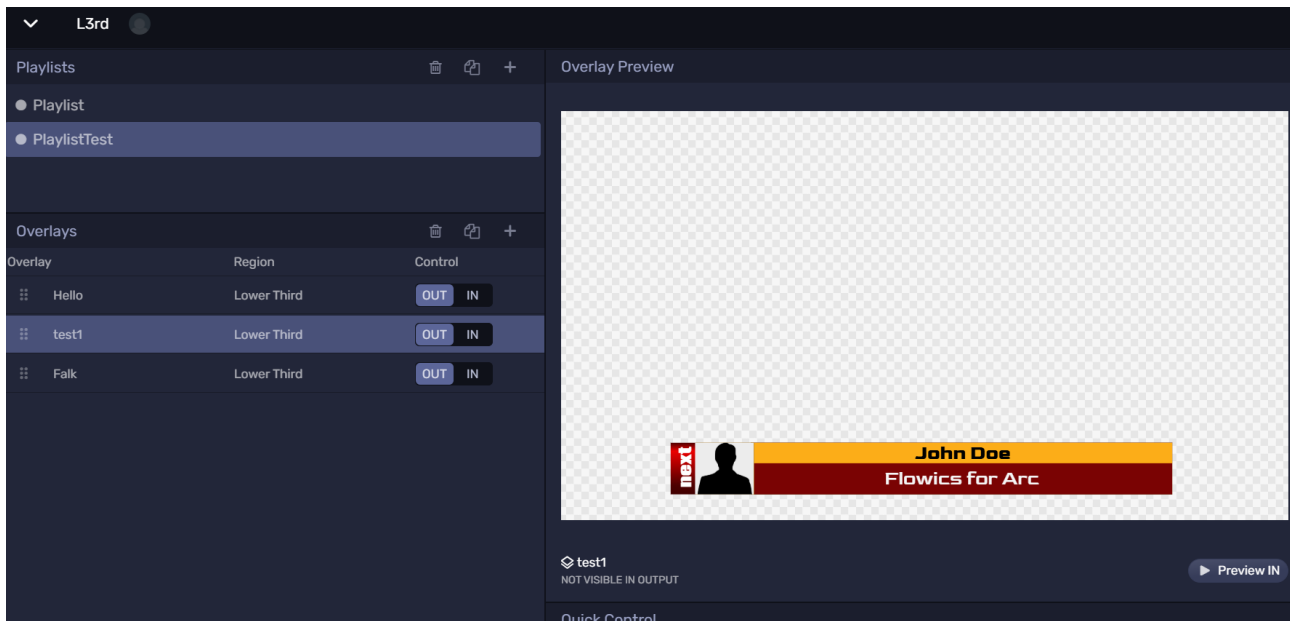 L3rd
Playlists
Playlist
PlaylistTest
Overlays
Overlay Region Control
Hello Lower Third OUT IN
test1 Lower Third OUT IN
Falk Lower Third OUT IN
Overlay Preview
next
John Doe
Flowics for Arc
test1
NOT VISIBLE IN OUTPUT
Preview IN
Quick Control